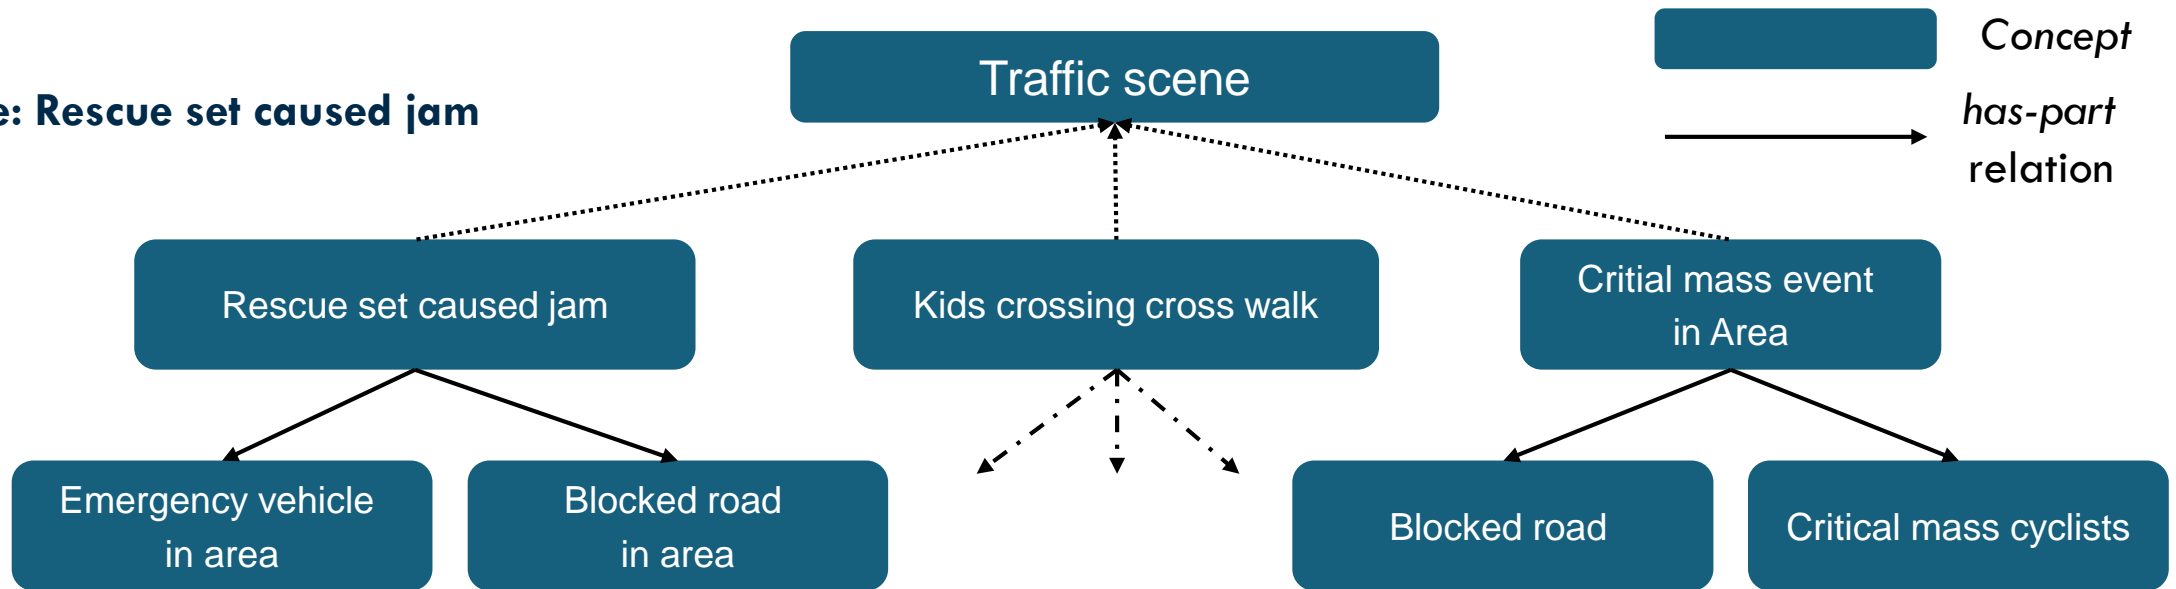 Traffic scene
Concept
e: Rescue set caused jam
has-part
relation
Rescue set caused jam
Kids crossing cross walk
Critial mass event
in Area
Emergency vehicle
in area
Blocked road
in area
Blocked road
Critical mass cyclists